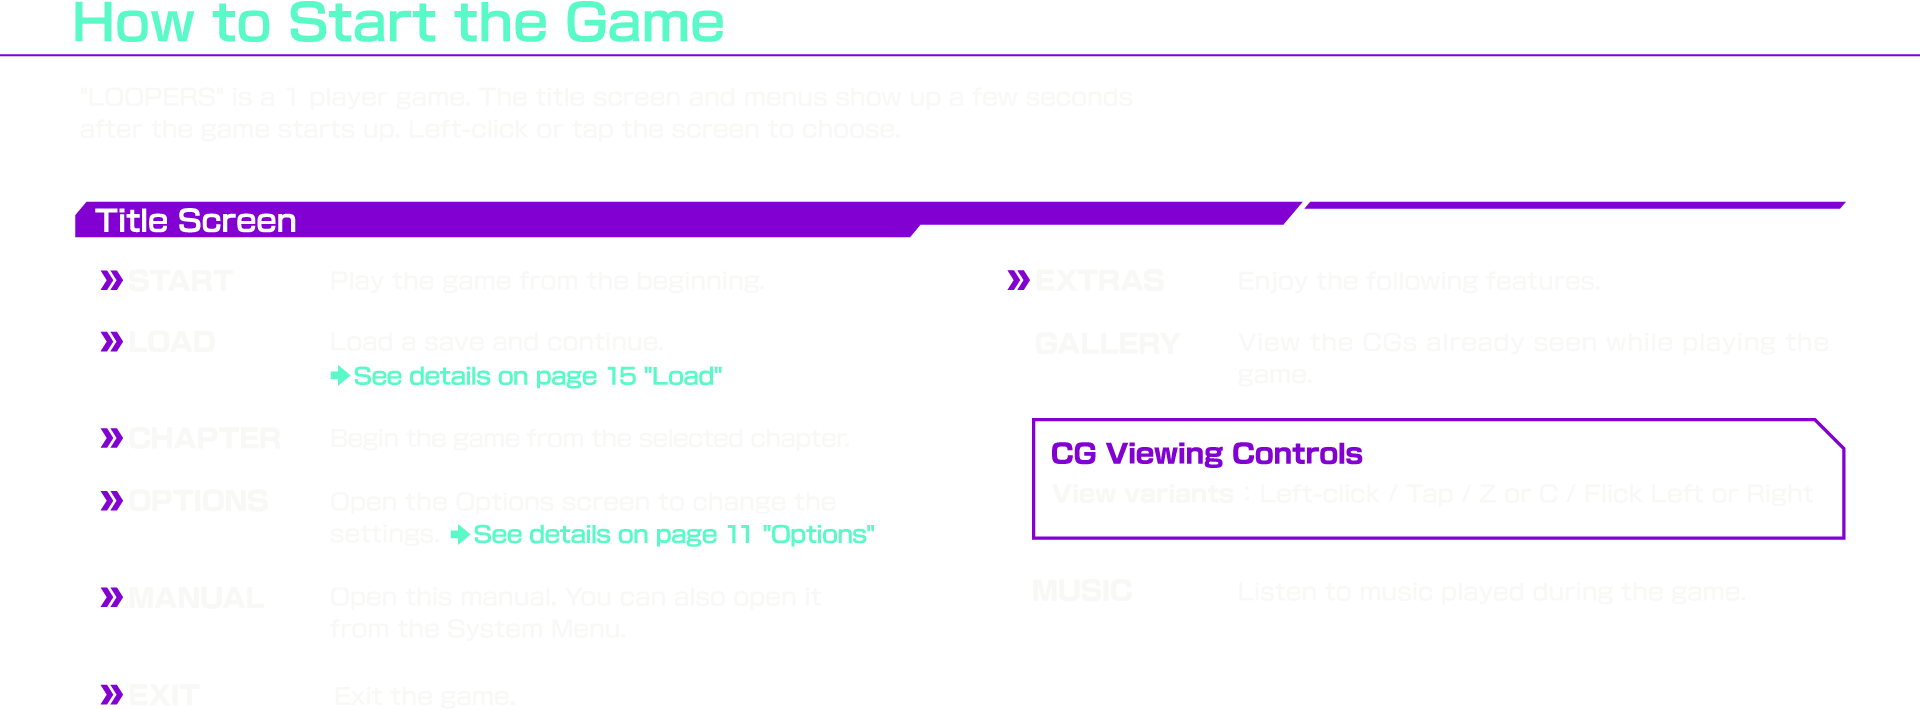 How to Start the Game
"LOOPERS" is a 1 player game. The title screen and menus show up a few seconds
after the game starts up. Left-click or tap the screen to choose.
Title Screen
START Play the game from the beginning.
LOAD Load a save and continue.
See details on page 15 "Load"
CHAPTER Begin the game from the selected chapter.
OPTIONS Open the Options screen to change the
settings. See details on page 11 "Options"
MANUAL Open this manual. You can also open it
from the System Menu.
EXIT Exit the game.
EXTRAS Enjoy the following features.
GALLERY View the CGs already seen while playing the
game.
CG Viewing Controls
View variants : Left-click / Tap / Z or C / Flick Left or Right
MUSIC Listen to music played during the game.